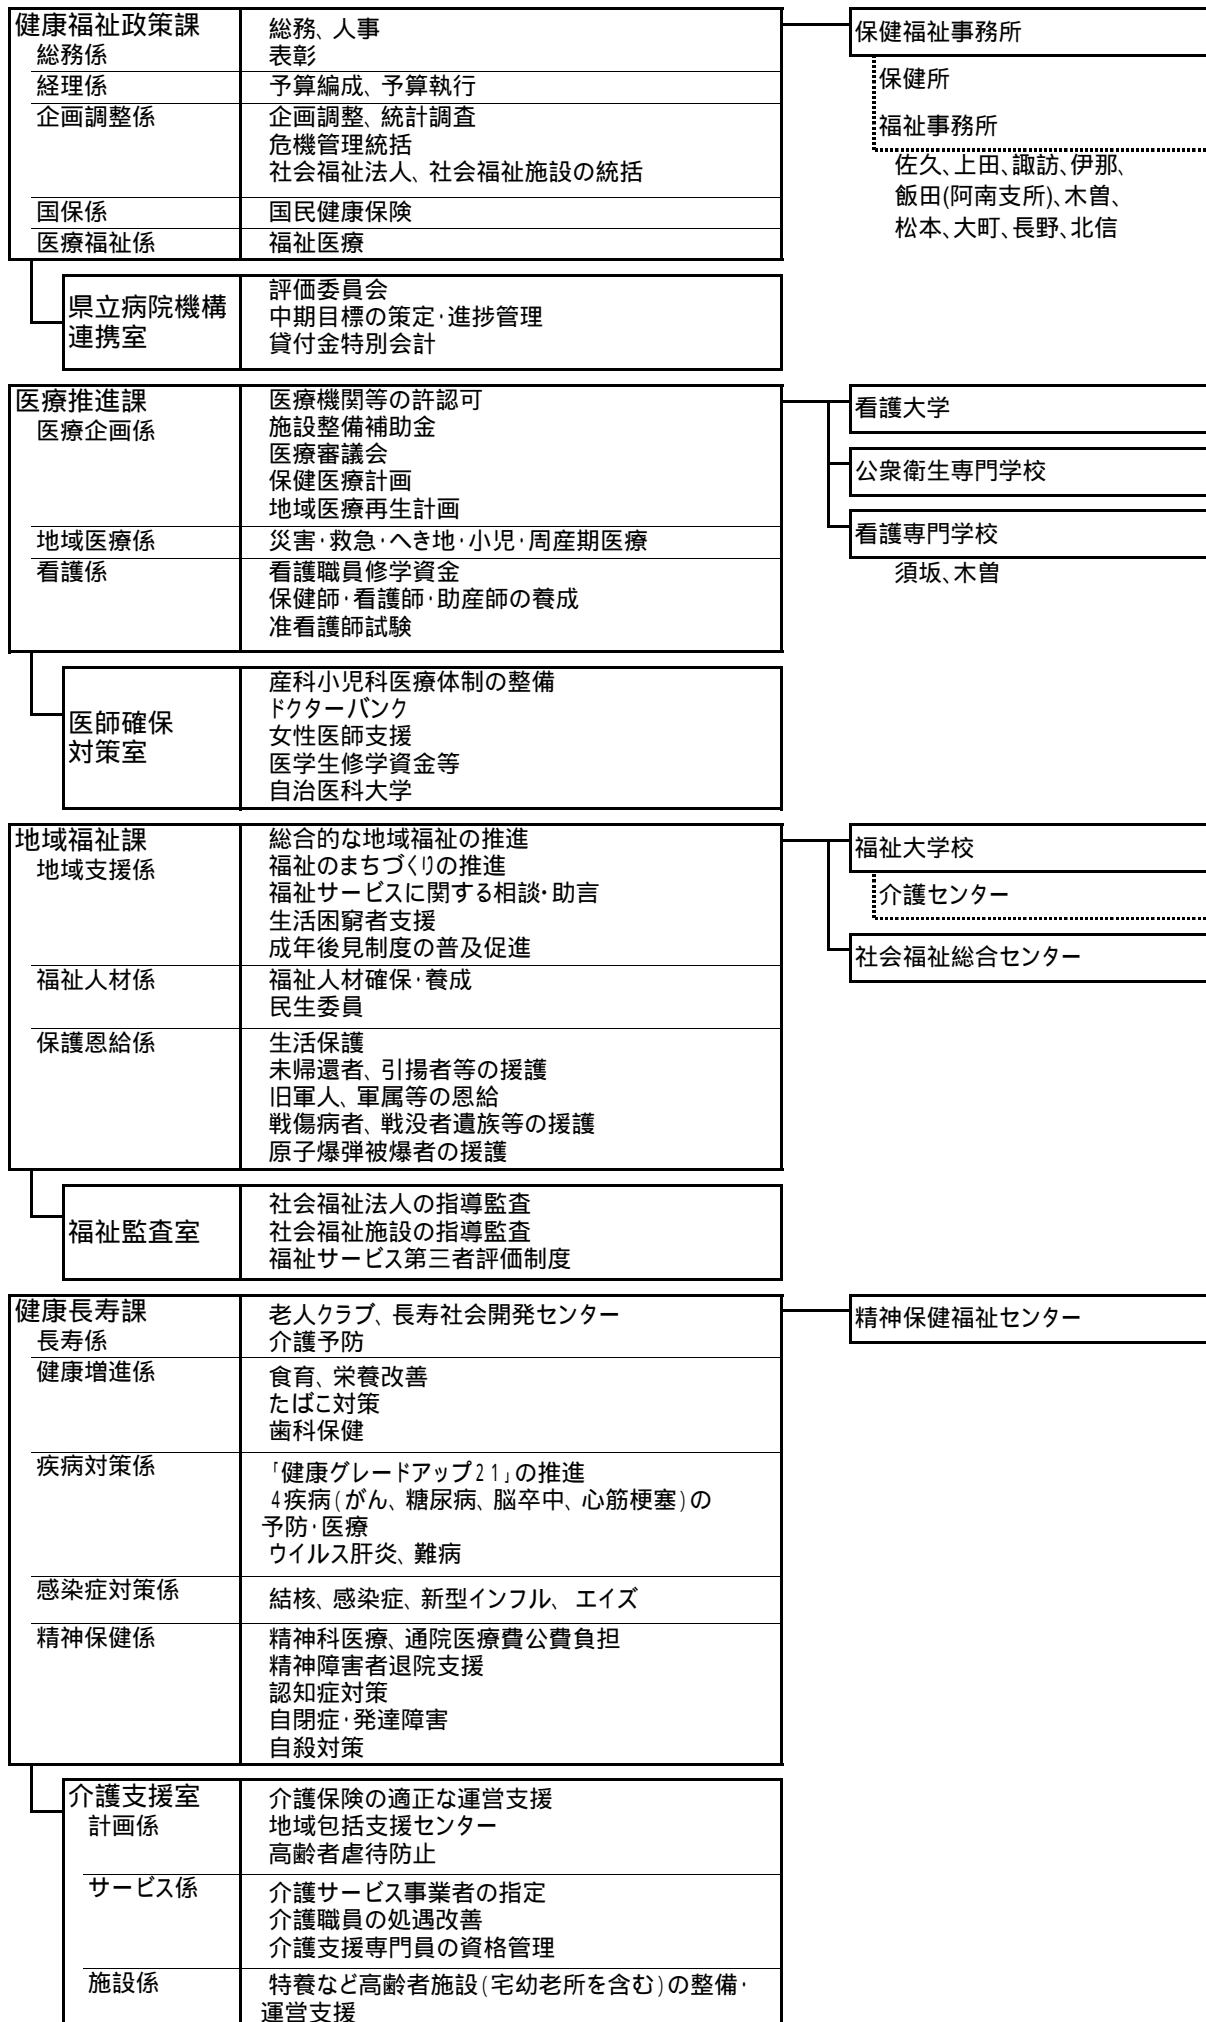 健康福祉政策課
総務係
総務、人事
表彰
経理係
予算編成、予算執行
企画調整係
企画調整、統計調査
危機管理統括
社会福祉法人、社会福祉施設の統括
国保係
国民健康保険
医療福祉係
福祉医療
保健福祉事務所
保健所
福祉事務所
佐久、上田、諏訪、伊那、
飯田(阿南支所)、木曽、
松本、大町、長野、北信
県立病院機構
連携室
評価委員会
中期目標の策定・進捗管理
貸付金特別会計
医療推進課
医療企画係
医療機関等の許認可
施設整備補助金
医療審議会
保健医療計画
地域医療再生計画
地域医療係
災害・救急・へき地・小児・周産期医療
看護係
看護職員修学資金
保健師・看護師・助産師の養成
准看護師試験
看護大学
公衆衛生専門学校
看護専門学校
須坂、木曽
医師確保
対策室
産科小児科医療体制の整備
ドクターバンク
女性医師支援
医学生修学資金等
自治医科大学
地域福祉課
地域支援係
総合的な地域福祉の推進
福祉のまちづくりの推進
福祉サービスに関する相談・助言
生活困窮者支援
成年後見制度の普及促進
福祉人材係
福祉人材確保・養成
民生委員
保護恩給係
生活保護
未帰還者、引揚者等の援護
旧軍人、軍属等の恩給
戦傷病者、戦没者遺族等の援護
原子爆弾被爆者の援護
福祉大学校
介護センター
社会福祉総合センター
福祉監査室
社会福祉法人の指導監査
社会福祉施設の指導監査
福祉サービス第三者評価制度
健康長寿課
長寿係
老人クラブ、長寿社会開発センター
介護予防
健康増進係
食育、栄養改善
たばこ対策
歯科保健
疾病対策係
「健康グレードアップ21」の推進
4疾病(がん、糖尿病、脳卒中、心筋梗塞)の
予防・医療
ウイルス肝炎、難病
感染症対策係
結核、感染症、新型インフル、エイズ
精神保健係
精神科医療、通院医療費公費負担
精神障害者退院支援
認知症対策
自閉症・発達障害
自殺対策
精神保健福祉センター
介護支援室
計画係
介護保険の適正な運営支援
地域包括支援センター
高齢者虐待防止
サービス係
介護サービス事業者の指定
介護職員の処遇改善
介護支援専門員の資格管理
施設係
特養など高齢者施設(宅幼老所を含む)の整備・
運営支援